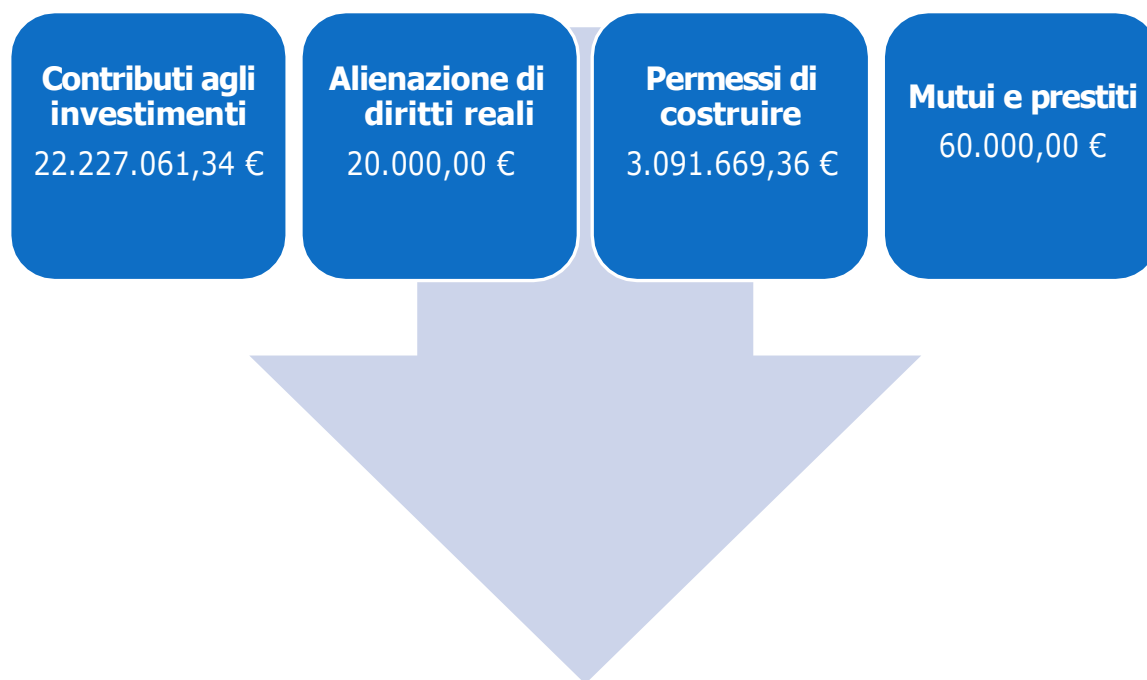 Contributi agli
investimenti
22.227.061,34 €
Alienazione di
diritti reali
20.000,00 €
Permessi di
costruire
3.091.669,36 €
Mutui e prestiti
60.000,00 €